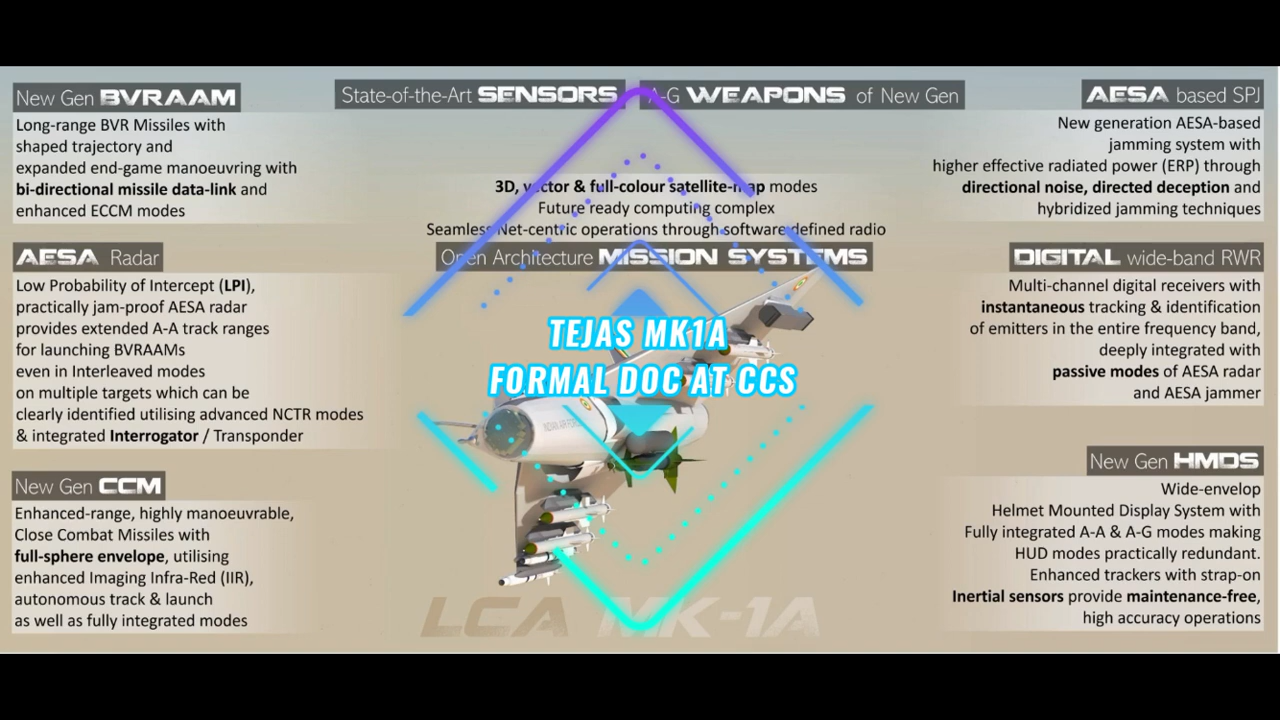 New Gen BVRAAM
Long-range BVR Missiles with
shaped trajectory and
expanded end-game manoeuvring with
bi-directional missile data-link and
enhanced ECCM modes
State-of-the-Art SENSORS
A-G WEAPONS of New Gen
3D, vector & full-colour satellite-map modes
Future ready computing complex
Seamless Net-centric operations through software defined radio
Open Architecture MISSION SYSTEMS
AESA based SPJ
New generation AESA-based
jamming system with
higher effective radiated power (ERP) through
directional noise, directed deception and
hybridized jamming techniques
AESA Radar
Low Probability of Intercept (LPI),
practically jam-proof AESA radar
provides extended A-A track ranges
for launching BVRAAMs
even in Interleaved modes
on multiple targets which can be
clearly identified utilising advanced NCTR modes
& integrated Interrogator / Transponder
TEJAS MK1A
FORMAL DOC AT CCS
INDIAN AIR FORCE
DIGITAL wide-band RWR
Multi-channel digital receivers with
instantaneous tracking & identification
of emitters in the entire frequency band,
deeply integrated with
passive modes of AESA radar
and AESA jammer
New Gen CCM
Enhanced-range, highly manoeuvrable,
Close Combat Missiles with
full-sphere envelope, utilising
enhanced Imaging Infra-Red (IIR),
autonomous track & launch
as well as fully integrated modes
New Gen HMDS
Wide-envelop
Helmet Mounted Display System with
Fully integrated A-A & A-G modes making
HUD modes practically redundant.
Enhanced trackers with strap-on
Inertial sensors provide maintenance-free,
high accuracy operations
LCA MK-1A